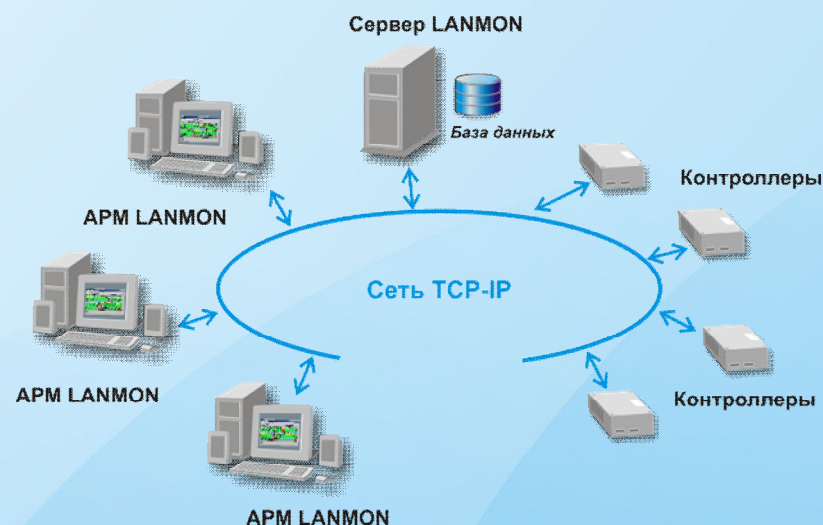 Сервер LANMON
База данных
Контроллеры
АРМ LANMON
Сеть TCP-IP
АРМ LANMON
Контроллеры
АРМ LANMON